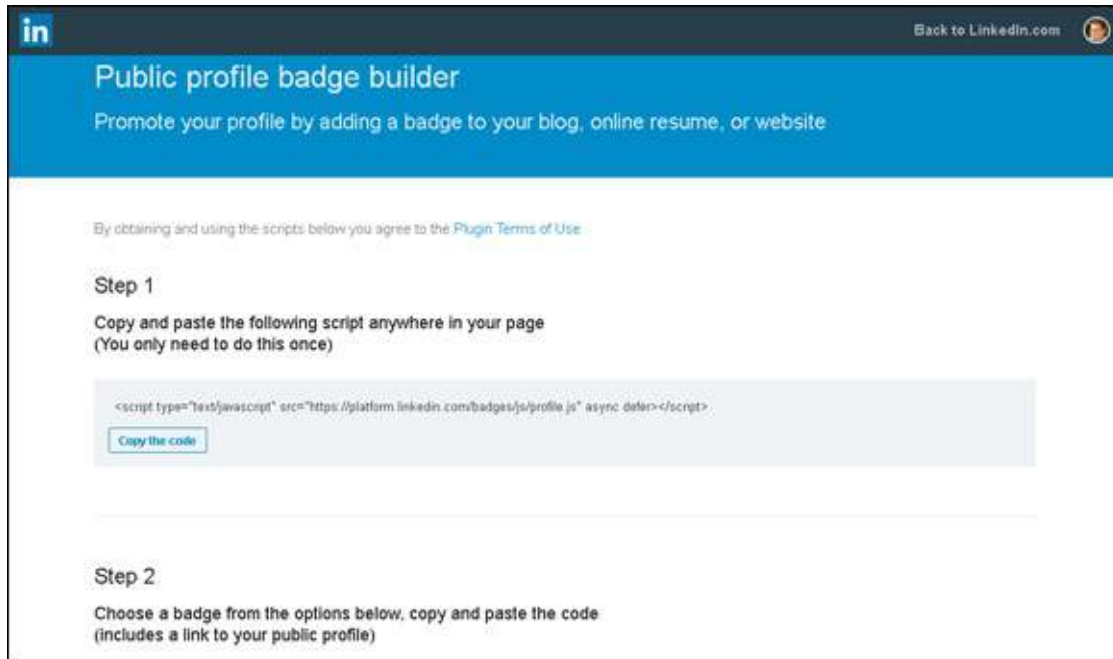 in
Back to LinkedIn.com
Public profile badge builder
Promote your profile by adding a badge to your blog, online resume, or website
By obtaining and using the scripts below you agree to the Plugin Terms of Use
Step 1
Copy and paste the following script anywhere in your page
(You only need to do this once)
<script type="text/javascript" src="https://platform.linkedin.com/badges/js/profile.js" async defer></script>
Copy the code
Step 2
Choose a badge from the options below, copy and paste the code
(includes a link to your public profile)